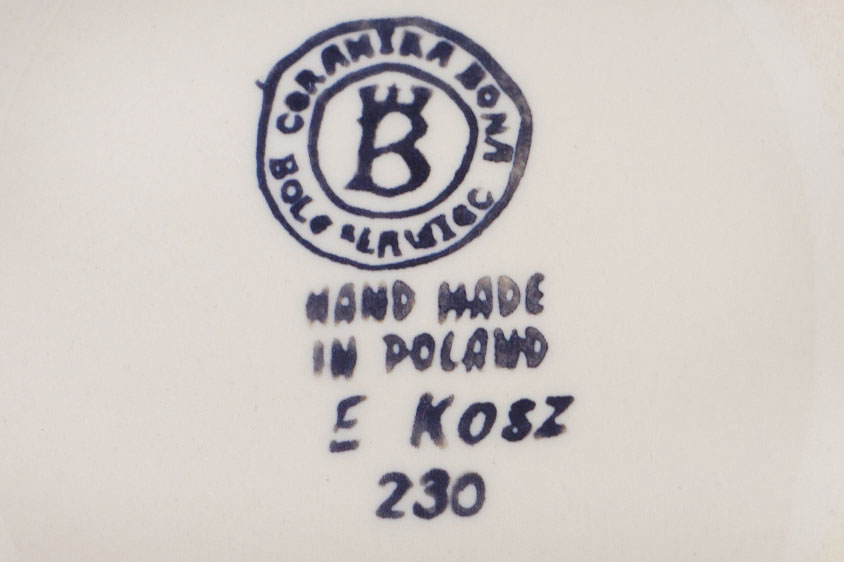 CERAMIKA BONA
B
BOLESŁAWIEC
HAND MADE
IN POLAND
E KOSZ
230